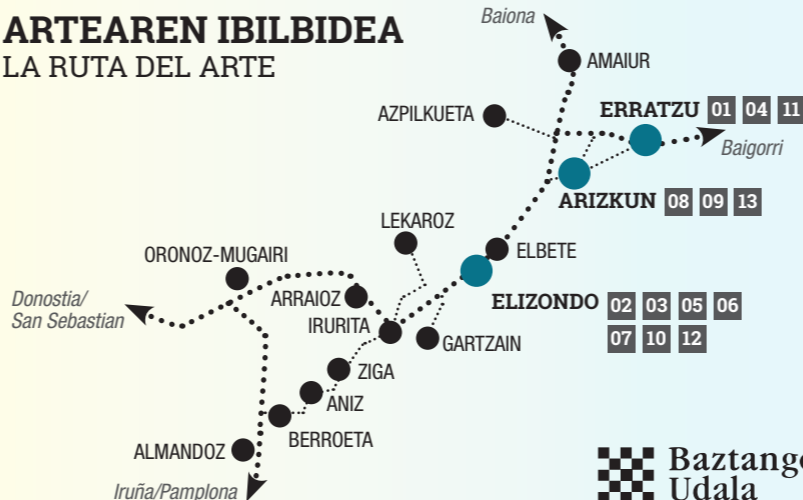 ARTEAREN IBILBIDEA
LA RUTA DEL ARTE
Baiona
AMAIUR
AZPILKUETA
ERRATZU 01 04 11
Baigorri
ARIZKUN 08 09 13
LEKAROZ
ORONOZ-MUGAIRI
ELBETE
ARRAIOZ
ELIZONDO 02 03 05 06
07 10 12
Donostia/
San Sebastian
IRURITA
GARTZAIN
ZIGA
ANIZ
BERROETA
ALMANDOZ
Iruña/Pamplona
Udala